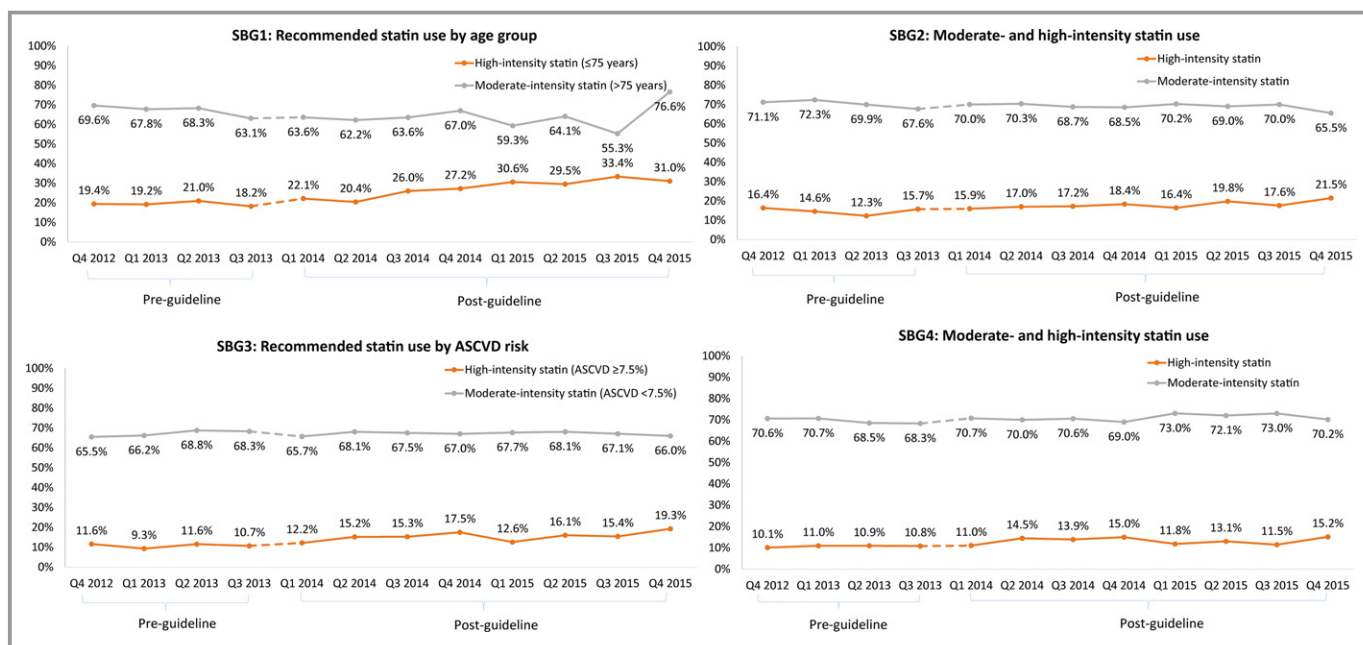 SBG1: Recommended statin use by age group
100%
90%
80%
70%
60%
50%
40%
30%
20%
10%
0%
High-intensity statin (≤75 years)
Moderate-intensity statin (>75 years)
69.6% 67.8% 68.3% 63.1% 63.6% 62.2% 63.6% 67.0% 59.3% 64.1% 55.3% 76.6%
19.4% 19.2% 21.0% 18.2% 22.1% 20.4% 26.0% 27.2% 30.6% 29.5% 33.4% 31.0%
Q4 2012 Q1 2013 Q2 2013 Q3 2013 Q1 2014 Q2 2014 Q3 2014 Q4 2014 Q1 2015 Q2 2015 Q3 2015 Q4 2015
Pre-guideline Post-guideline
SBG2: Moderate- and high-intensity statin use
100%
90%
80%
70%
60%
50%
40%
30%
20%
10%
0%
High-intensity statin
Moderate-intensity statin
71.1% 72.3% 69.9% 67.6% 70.0% 70.3% 68.7% 68.5% 70.2% 69.0% 70.0% 65.5%
16.4% 14.6% 12.3% 15.7% 15.9% 17.0% 17.2% 18.4% 16.4% 19.8% 17.6% 21.5%
Q4 2012 Q1 2013 Q2 2013 Q3 2013 Q1 2014 Q2 2014 Q3 2014 Q4 2014 Q1 2015 Q2 2015 Q3 2015 Q4 2015
Pre-guideline Post-guideline
SBG3: Recommended statin use by ASCVD risk
100%
90%
80%
70%
60%
50%
40%
30%
20%
10%
0%
High-intensity statin (ASCVD ≥7.5%)
Moderate-intensity statin (ASCVD <7.5%)
65.5% 66.2% 68.8% 68.3% 65.7% 68.1% 67.5% 67.0% 67.7% 68.1% 67.1% 66.0%
11.6% 9.3% 11.6% 10.7% 12.2% 15.2% 15.3% 17.5% 12.6% 16.1% 15.4% 19.3%
Q4 2012 Q1 2013 Q2 2013 Q3 2013 Q1 2014 Q2 2014 Q3 2014 Q4 2014 Q1 2015 Q2 2015 Q3 2015 Q4 2015
Pre-guideline Post-guideline
SBG4: Moderate- and high-intensity statin use
100%
90%
80%
70%
60%
50%
40%
30%
20%
10%
0%
High-intensity statin
Moderate-intensity statin
70.6% 70.7% 68.5% 68.3% 70.7% 70.0% 70.6% 69.0% 73.0% 72.1% 73.0% 70.2%
10.1% 11.0% 10.9% 10.8% 11.0% 14.5% 13.9% 15.0% 11.8% 13.1% 11.5% 15.2%
Q4 2012 Q1 2013 Q2 2013 Q3 2013 Q1 2014 Q2 2014 Q3 2014 Q4 2014 Q1 2015 Q2 2015 Q3 2015 Q4 2015
Pre-guideline Post-guideline